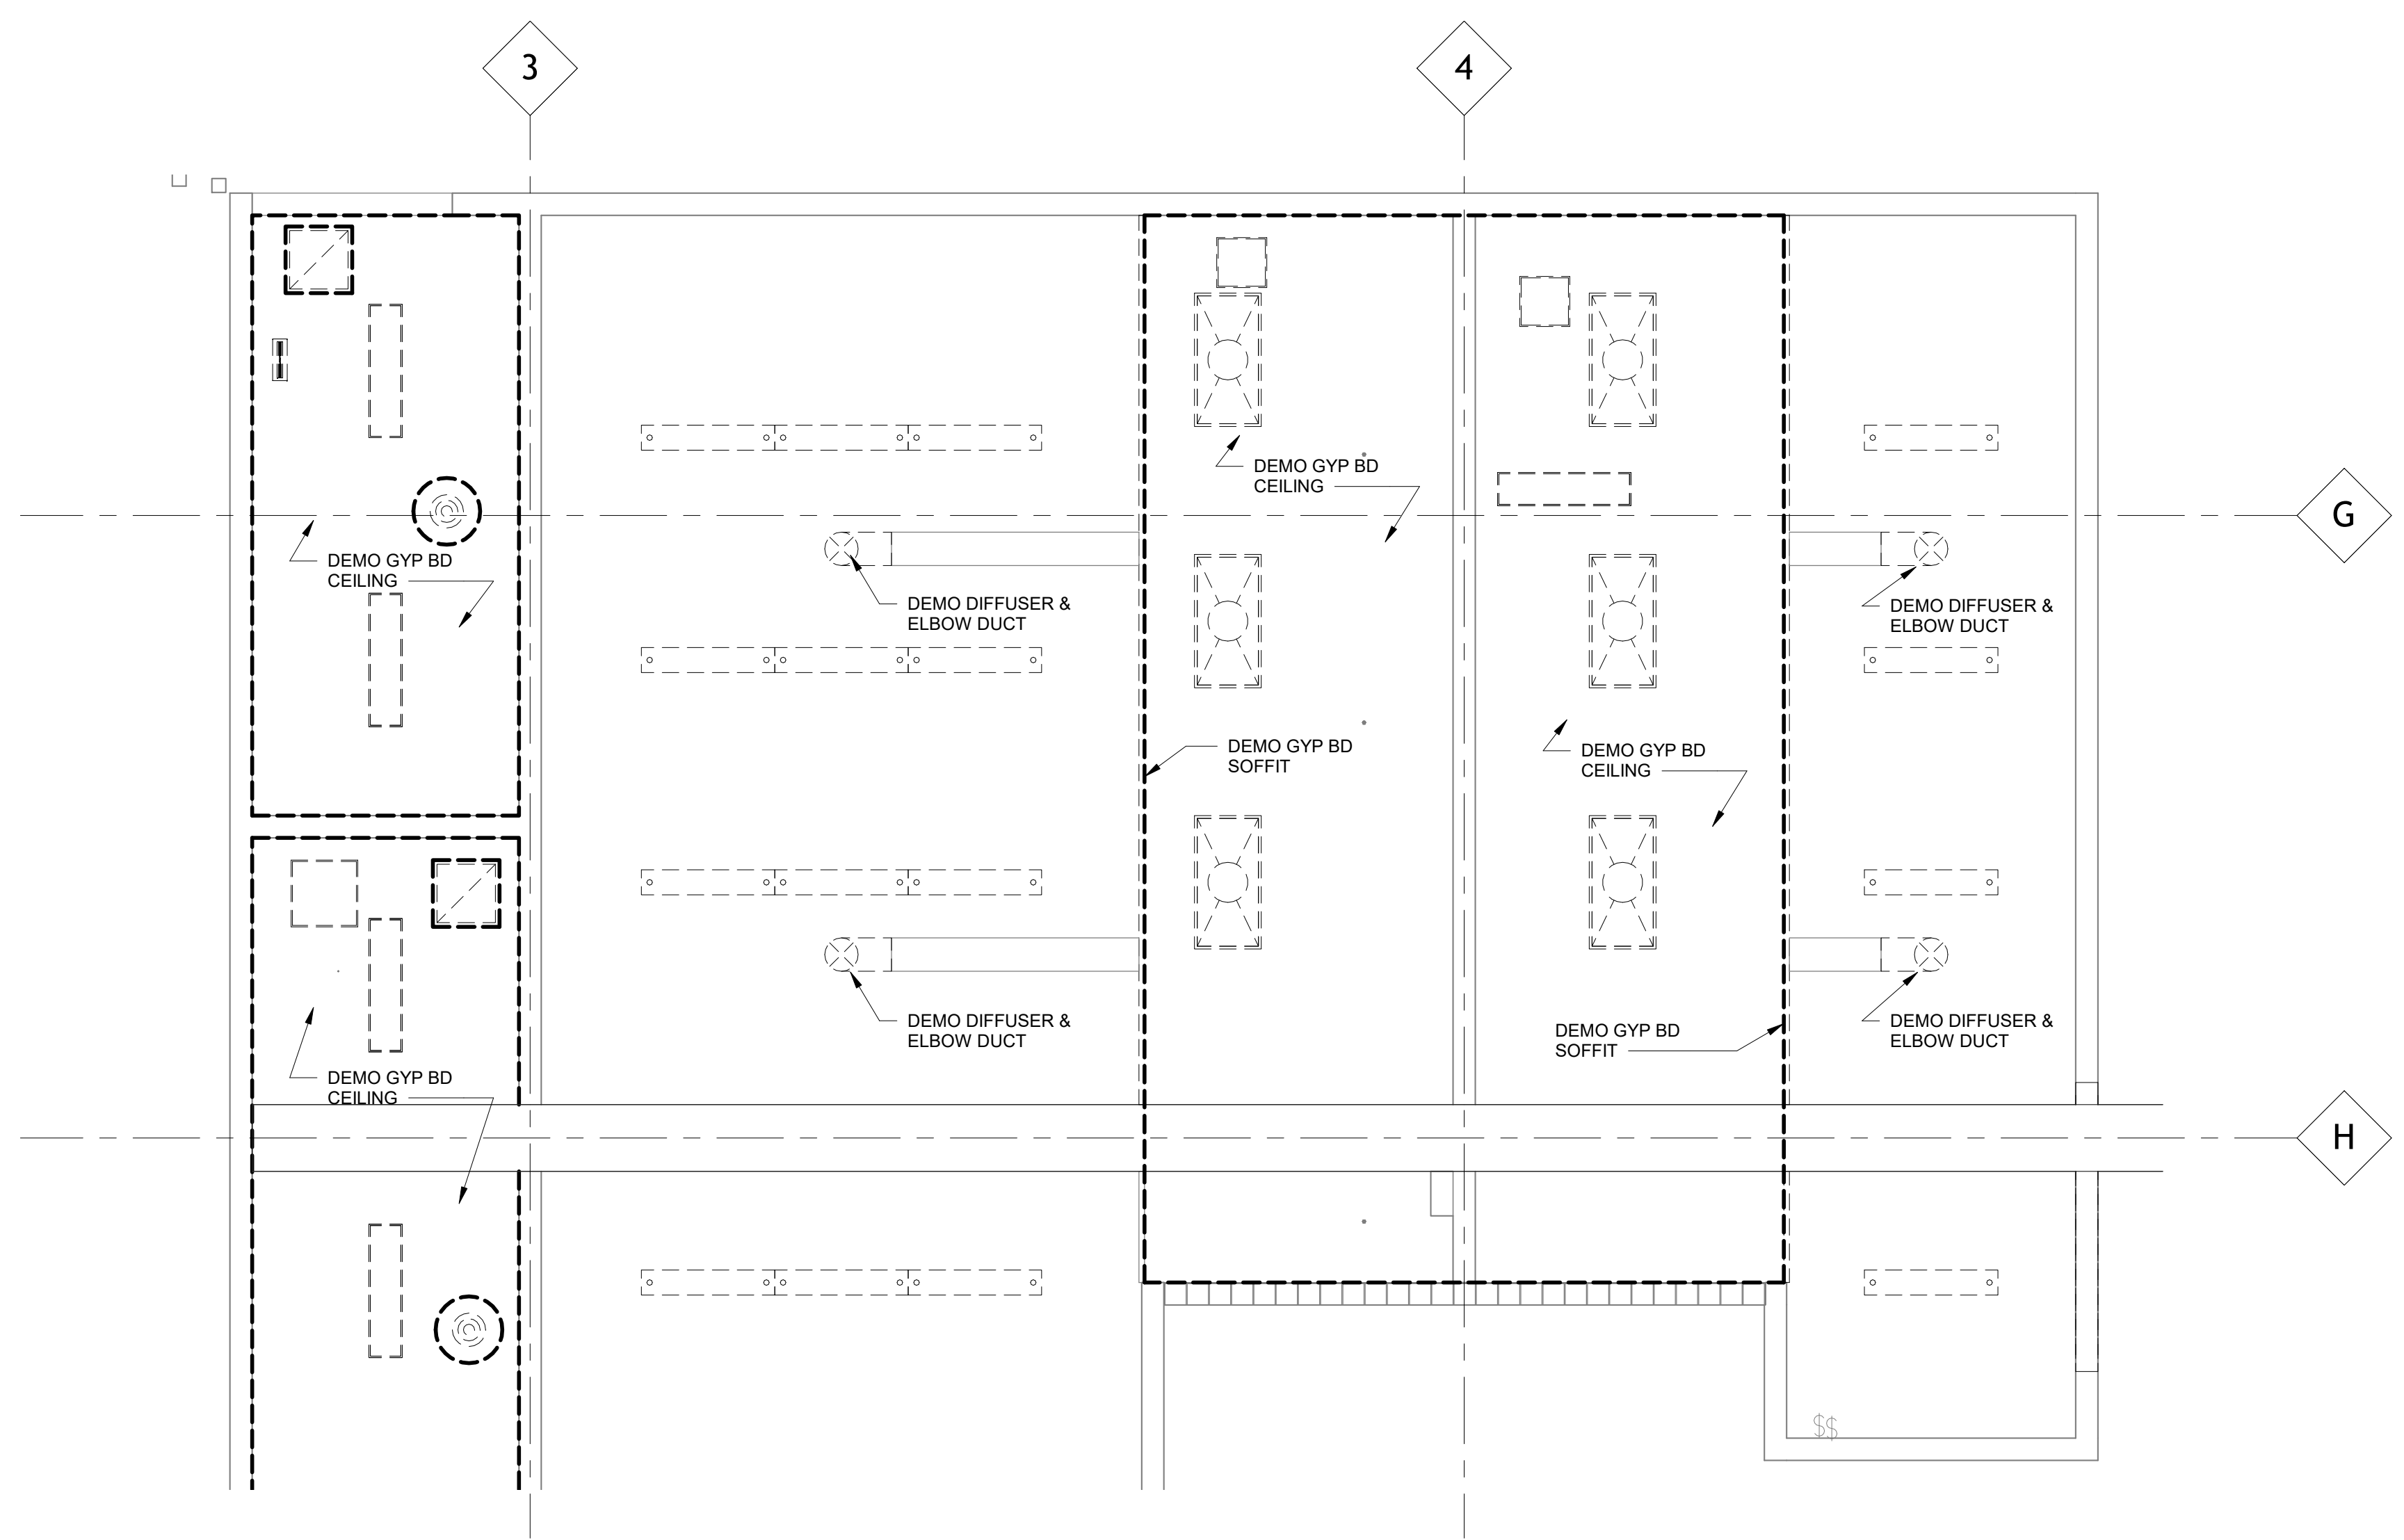 3
4
DEMO GYP BD
CEILING
G
DEMO GYP BD
CEILING
DEMO DIFFUSER &
ELBOW DUCT
DEMO DIFFUSER &
ELBOW DUCT
DEMO GYP BD
SOFFIT
DEMO GYP BD
CEILING
DEMO DIFFUSER &
ELBOW DUCT
DEMO GYP BD
SOFFIT
DEMO DIFFUSER &
ELBOW DUCT
DEMO GYP BD
CEILING
H
$$